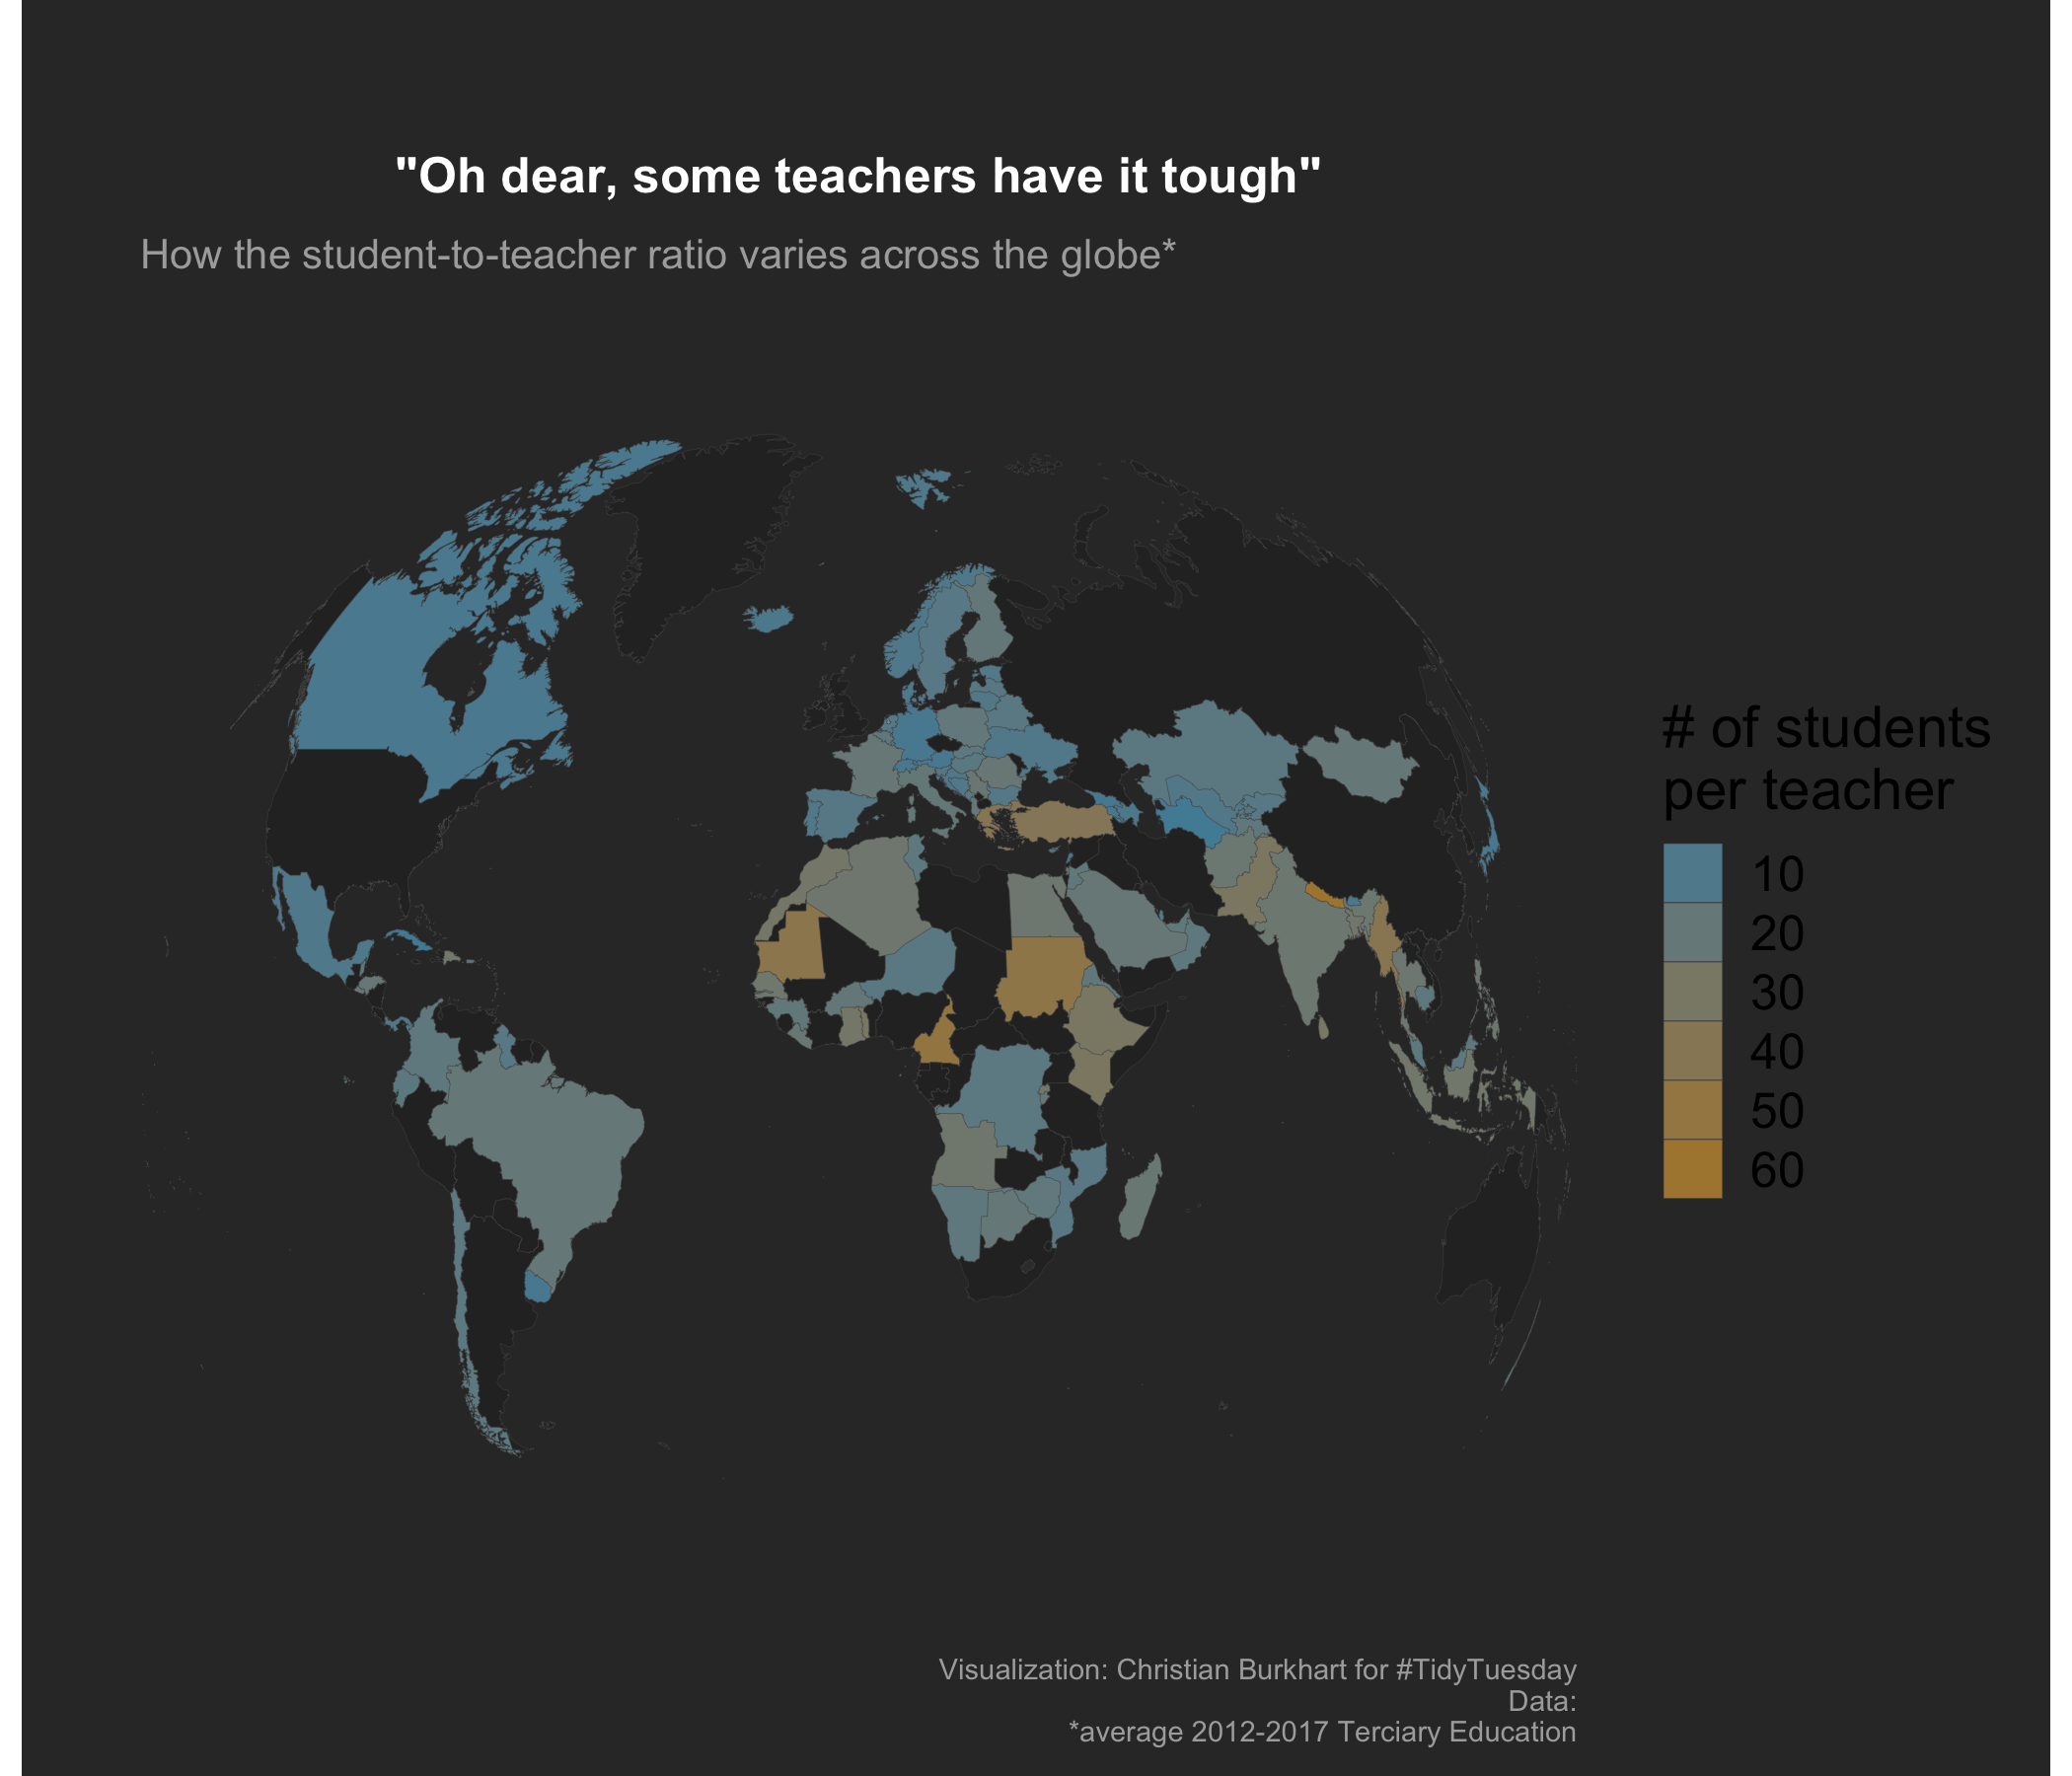 "Oh dear, some teachers have it tough"
How the student-to-teacher ratio varies across the globe*
# of students
per teacher
10
20
30
40
50
60
Visualization: Christian Burkhart for #TidyTuesday
Data:
*average 2012-2017 Terciary Education